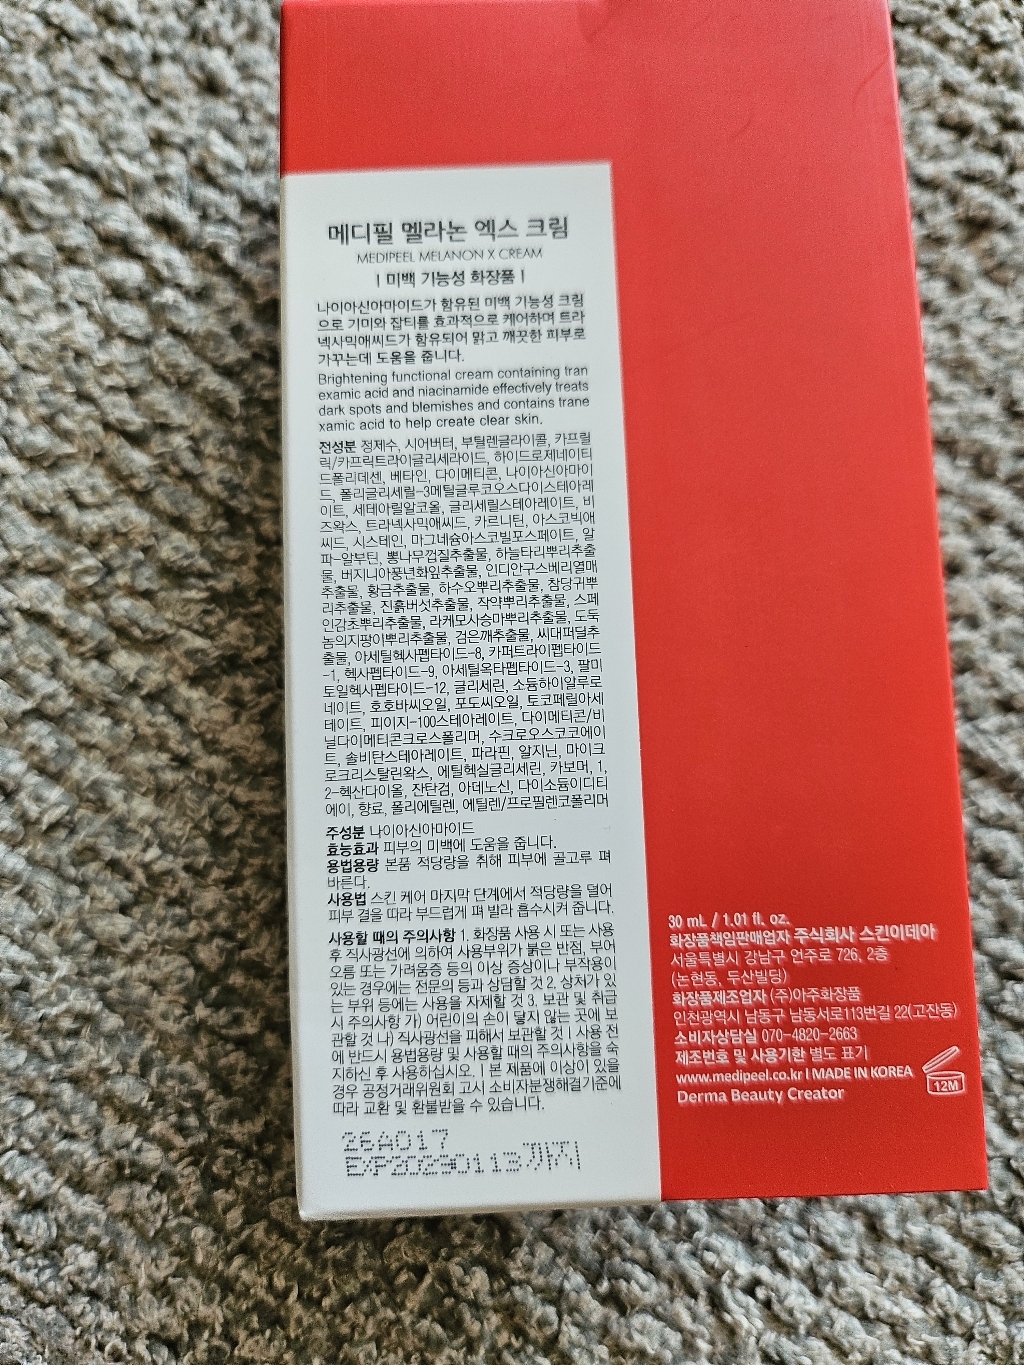 메디필 멜라논 엑스 크림
MEDIPEEL MELANON X CREAM
| 미백 기능성 화장품 |
나이아신아마이드가 함유된 미백 기능성 크림
으로 기미와 잡티를 효과적으로 케어하며 트라
넥사믹애씨드가 함유되어 맑고 깨끗한 피부로
가꾸는데 도움을 줍니다.
Brightening functional cream containing tran
examic acid and niacinamide effectively treats
dark spots and blemishes and contains trane
xamic acid to help create clear skin.
전성분 정제수, 시어버터, 부틸렌글라이콜, 카프릴
릭/카프릭트라이글리세라이드, 하이드로제네이티
드폴리데센, 베타인, 다이메티콘, 나이아신아마이
드, 폴리글리세릴-3메틸글루코오스다이스테아레
이트, 세테아릴알코올, 글리세릴스테아레이트, 비
즈왁스, 트라넥사믹애씨드, 카르니틴, 아스코빅애
씨드, 시스테인, 마그네슘아스코빌포스페이트, 알
파-알부틴, 뽕나무껍질추출물, 하늘타리뿌리추출
물, 버지니아풍년화잎추출물, 인디안구스베리열매
추출물, 황금추출물, 하수오뿌리추출물, 참당귀뿌
리추출물, 진흙버섯추출물, 작약뿌리추출물, 스페
인감초뿌리추출물, 라케모사승마뿌리추출물, 도둑
놈의지팡이뿌리추출물, 검은깨추출물, 씨대퍼딜추
출물, 아세틸헥사펩타이드-8, 카퍼트라이펩타이드
-1, 헥사펩타이드-9, 아세틸옥타펩타이드-3, 팔미
토일헥사펩타이드-12, 글리세린, 소듐하이알루로
네이트, 호호바씨오일, 포도씨오일, 토코페릴아세
테이트, 피이지-100스테아레이트, 다이메티콘/비
닐다이메티콘크로스폴리머, 수크로오스코코에이
트, 솔비탄스테아레이트, 파라핀, 알지닌, 마이크
로크리스탈린왁스, 에틸헥실글리세린, 카보머, 1,
2-헥산다이올, 잔탄검, 아데노신, 다이소듐이디티
에이, 향료, 폴리에틸렌, 에틸렌/프로필렌코폴리머
주성분 나이아신아마이드
효능효과 피부의 미백에 도움을 줍니다.
용법용량 본품 적당량을 취해 피부에 골고루 펴
바른다.
사용법 스킨 케어 마지막 단계에서 적당량을 덜어
피부 결을 따라 부드럽게 펴 발라 흡수시켜 줍니다.
사용할 때의 주의사항 1. 화장품 사용 시 또는 사용
후 직사광선에 의하여 사용부위가 붉은 반점, 부어
오름 또는 가려움증 등의 이상 증상이나 부작용이
있는 경우에는 전문의 등과 상담할 것 2. 상처가 있
는 부위 등에는 사용을 자제할 것 3. 보관 및 취급
시 주의사항 가) 어린이의 손이 닿지 않는 곳에 보
관할 것 나) 직사광선을 피해서 보관할 것 | 사용 전
에 반드시 용법용량 및 사용할 때의 주의사항을 숙
지하신 후 사용하십시오. | 본 제품에 이상이 있을
경우 공정거래위원회 고시 소비자분쟁해결기준에
따라 교환 및 환불받을 수 있습니다.
26A017
EXP20290113까지
30 mL / 1.01 fl. oz.
화장품책임판매업자 주식회사 스킨이데아
서울특별시 강남구 언주로 726, 2층
(논현동, 두산빌딩)
화장품제조업자 (주)아주화장품
인천광역시 남동구 남동서로113번길 22(고잔동)
소비자상담실 070-4820-2663
제조번호 및 사용기한 별도 표기
www.medipeel.co.kr | MADE IN KOREA
Derma Beauty Creator
12M